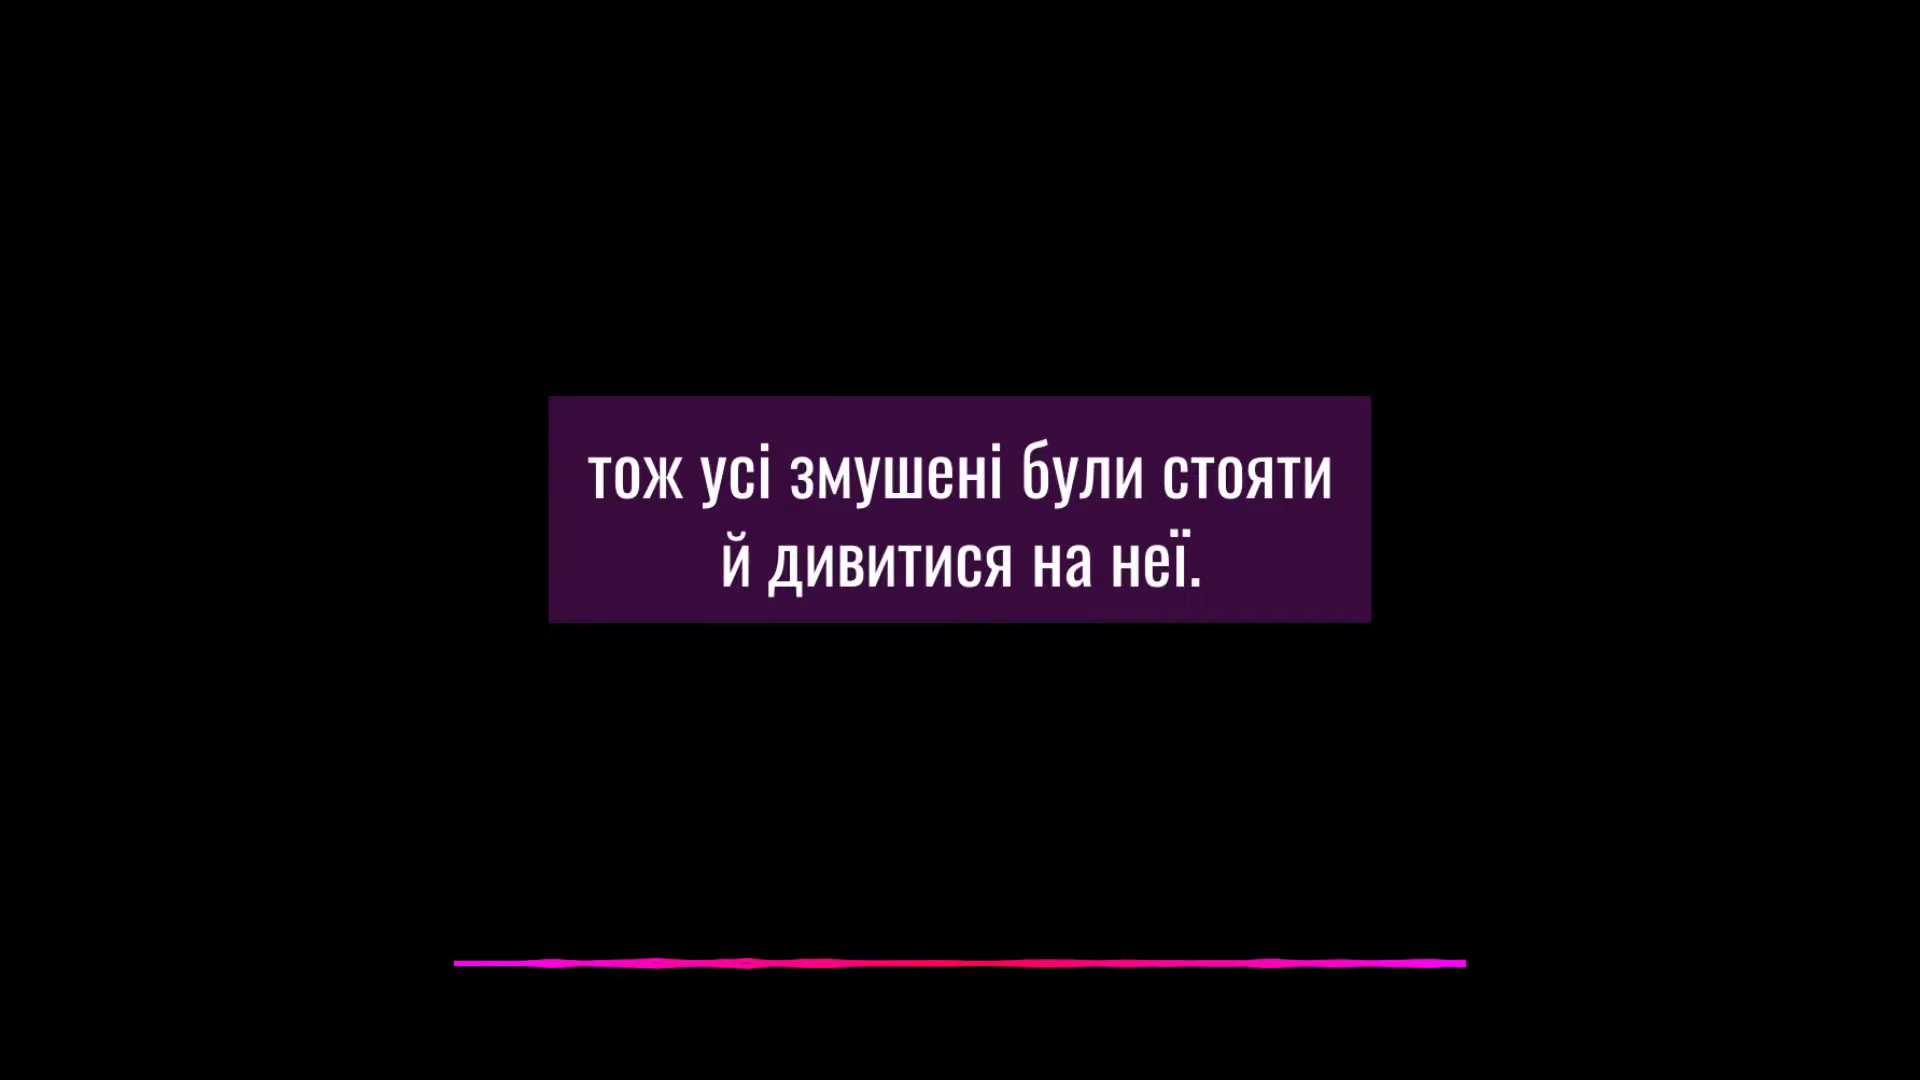 тож усі змушені були стояти
й дивитися на неї.